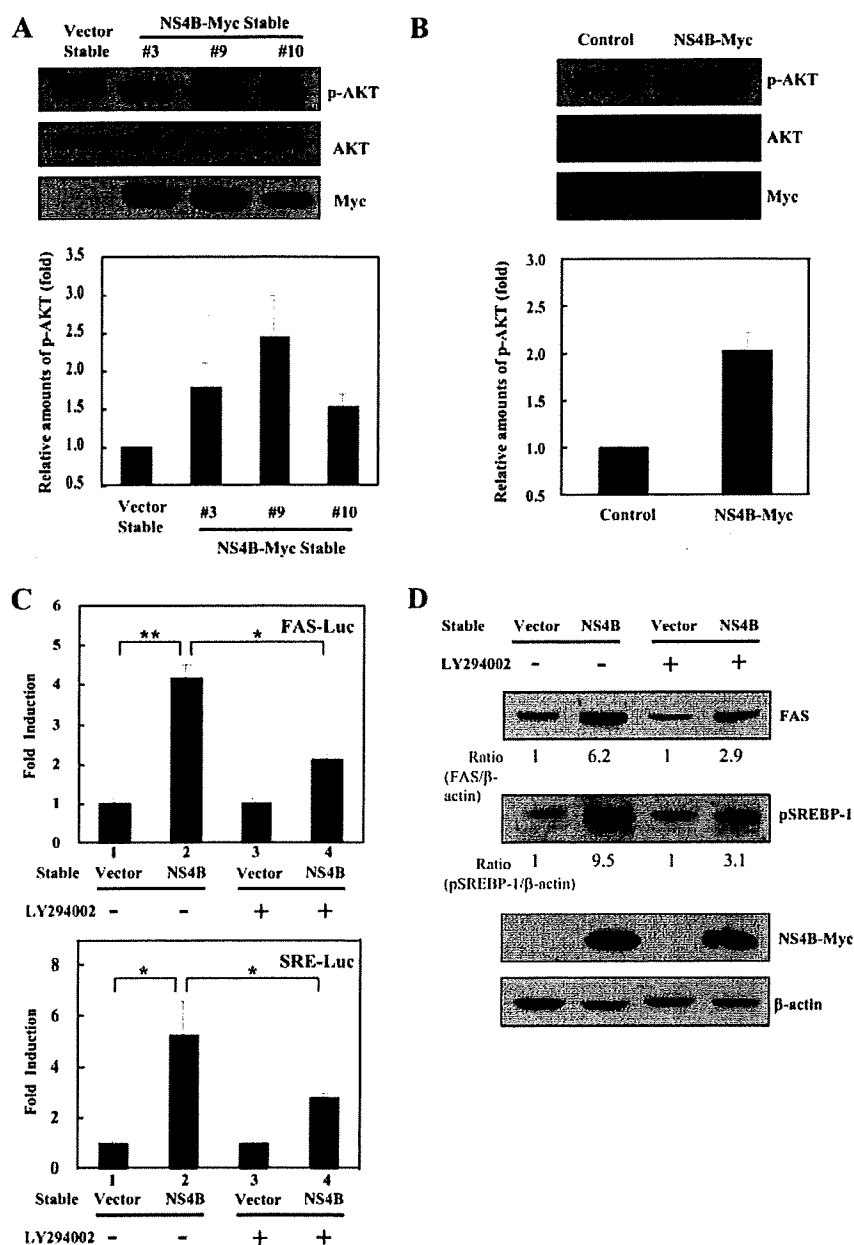 A
Vector
Stable
NS4B-Myc Stable
#3 #9 #10
p-AKT
AKT
Myc
Relative amounts of p-AKT (fold)
3.5
3.0
2.5
2.0
1.5
1.0
0.5
Vector
Stable
#3 #9 #10
NS4B-Myc Stable
B
Control NS4B-Myc
p-AKT
AKT
Myc
Relative amounts of p-AKT (fold)
3.0
2.5
2.0
1.5
1.0
0.5
Control NS4B-Myc
C
FAS-Luc
** *
Fold Induction
6
5
4
3
2
1
0
1 2 3 4
Stable Vector NS4B Vector NS4B
LY294002 - - + +
SRE-Luc
* *
Fold Induction
8
6
4
2
0
1 2 3 4
Stable Vector NS4B Vector NS4B
LY294002 - - + +
D
Stable Vector NS4B Vector NS4B
LY294002 - - + +
FAS
Ratio 1 6.2 1 2.9
(FAS/β-
actin)
pSREBP-1
Ratio 1 9.5 1 3.1
(pSREBP-1/β-actin)
NS4B-Myc
β-actin